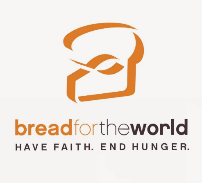 breadfortheworld
HAVE FAITH. END HUNGER.